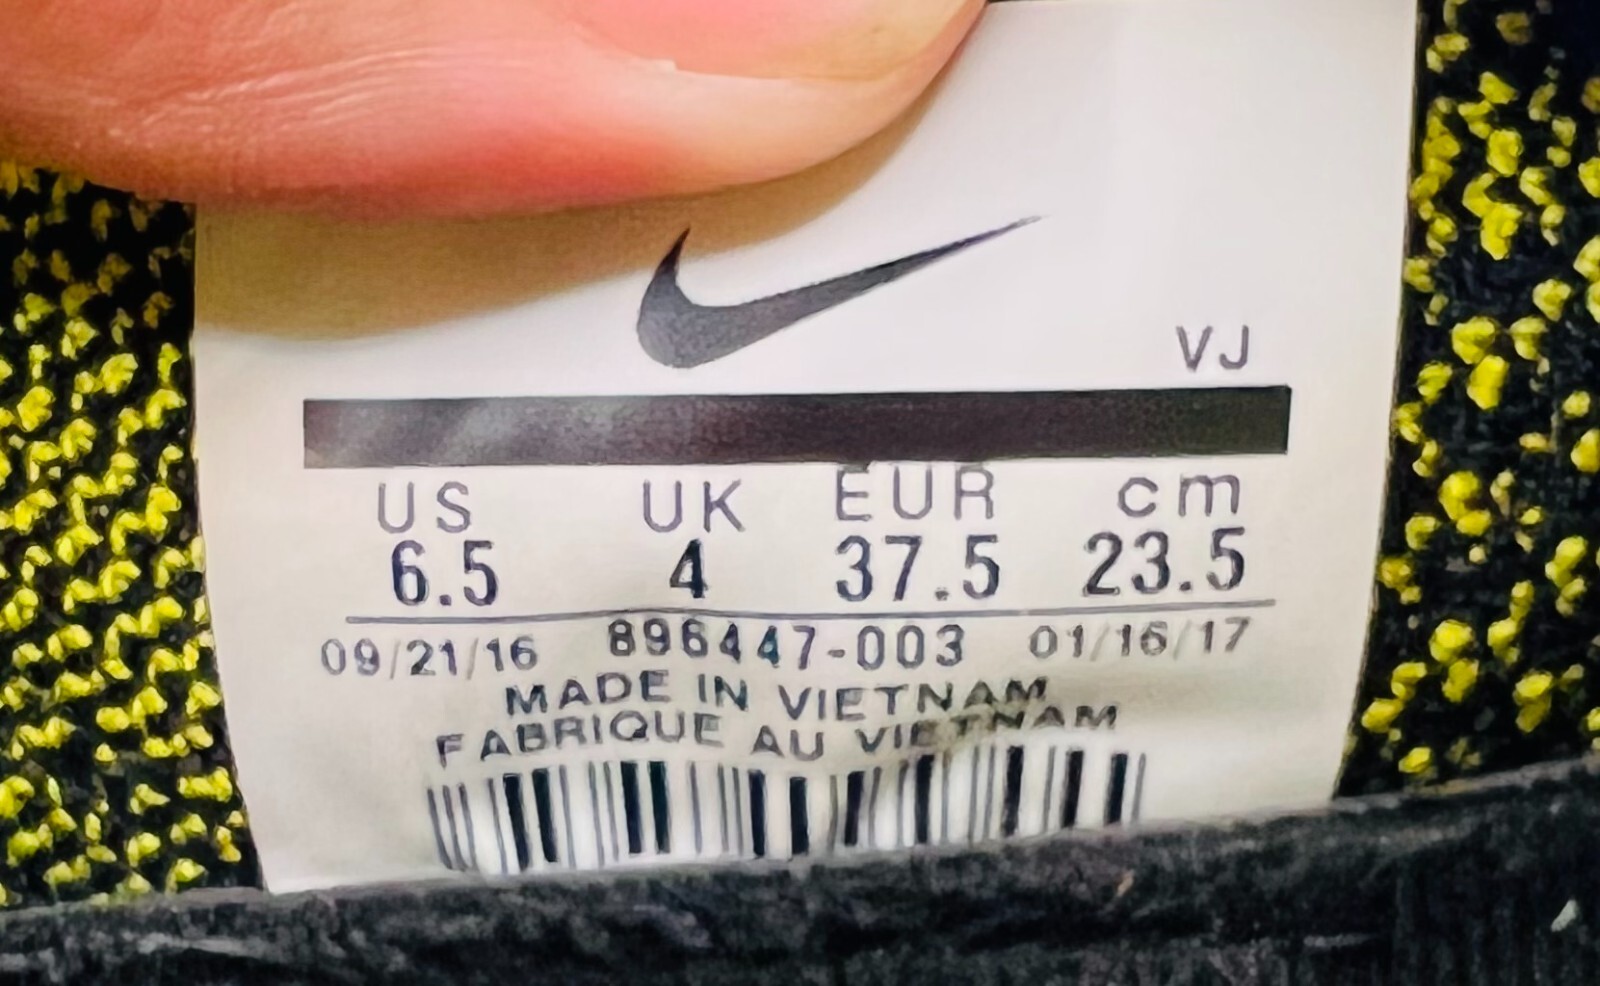 VJ
US UK EUR cm
6.5 4 37.5 23.5
09/21/16 896447-003 01/16/17
MADE IN VIETNAM
FABRIQUE AU VIETNAM